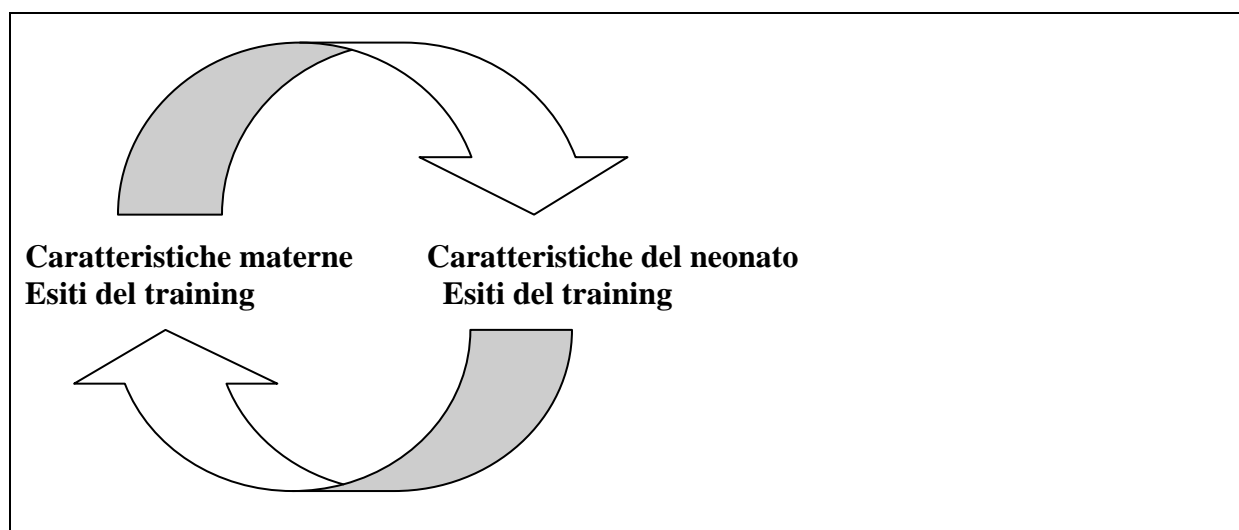 Caratteristiche materne
Esiti del training
Caratteristiche del neonato
Esiti del training